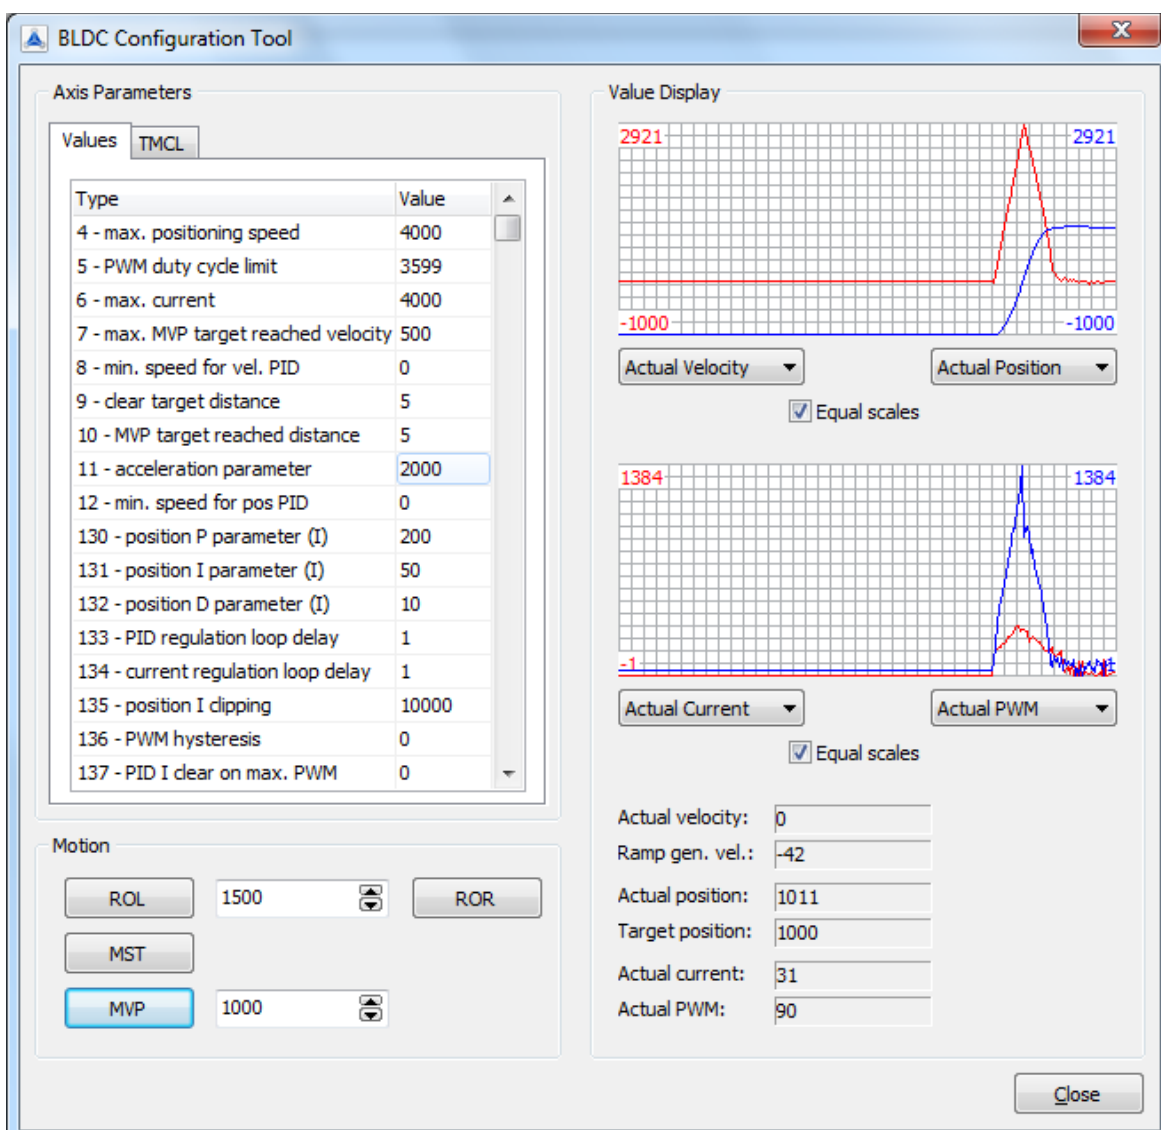 BLDC Configuration Tool
Axis Parameters
Values TMCL
Type Value
4 - max. positioning speed 4000
5 - PWM duty cycle limit 3599
6 - max. current 4000
7 - max. MVP target reached velocity 500
8 - min. speed for vel. PID 0
9 - clear target distance 5
10 - MVP target reached distance 5
11 - acceleration parameter 2000
12 - min. speed for pos PID 0
130 - position P parameter (I) 200
131 - position I parameter (I) 50
132 - position D parameter (I) 10
133 - PID regulation loop delay 1
134 - current regulation loop delay 1
135 - position I clipping 10000
136 - PWM hysteresis 0
137 - PID I clear on max. PWM 0
Motion
ROL 1500 ROR
MST
MVP 1000
Value Display
2921 2921
-1000 -1000
Actual Velocity Actual Position
Equal scales
1384 1384
-1
Actual Current Actual PWM
Equal scales
Actual velocity: 0
Ramp gen. vel.: -42
Actual position: 1011
Target position: 1000
Actual current: 31
Actual PWM: 90
Close